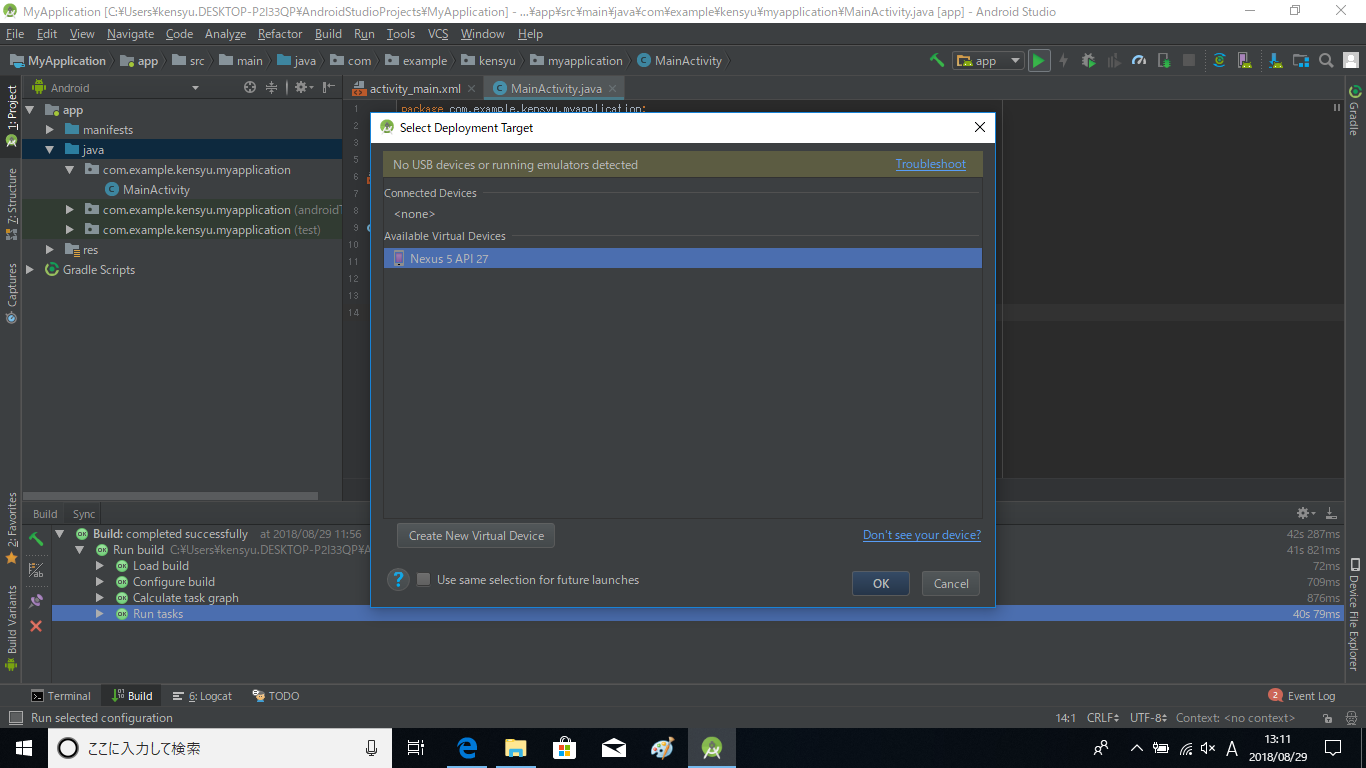 MyApplication [C:¥Users¥kensyu.DESKTOP-P2I33QP¥AndroidStudioProjects¥MyApplication] - ...¥app¥src¥main¥java¥com¥example¥kensyu¥myapplication¥MainActivity.java [app] - Android Studio
File Edit View Navigate Code Analyze Refactor Build Run Tools VCS Window Help
MyApplication app src main java com example kensyu myapplication MainActivity app
1: Project
Android
activity_main.xml MainActivity.java
Gradle
app
manifests
java
com.example.kensyu.myapplication
MainActivity
com.example.kensyu.myapplication (android
com.example.kensyu.myapplication (test)
res
Gradle Scripts
7: Structure
Captures
2: Favorites
Build Variants
1 package com.example.kensyu.myapplication;
2
3
5
6
7
8
9
10
11
12
13
14
Select Deployment Target
No USB devices or running emulators detected Troubleshoot
Connected Devices
<none>
Available Virtual Devices
Nexus 5 API 27
Create New Virtual Device Don't see your device?
? Use same selection for future launches OK Cancel
Build Sync
Build: completed successfully at 2018/08/29 11:56 42s 287ms
Run build C:¥Users¥kensyu.DESKTOP-P2I33QP¥A 41s 821ms
Load build 72ms
Configure build 709ms
Calculate task graph 876ms
Run tasks 40s 79ms
Device File Explorer
Terminal Build 6: Logcat TODO 2 Event Log
Run selected configuration 14:1 CRLF UTF-8 Context: <no context>
ここに入力して検索 A 13:11
2018/08/29